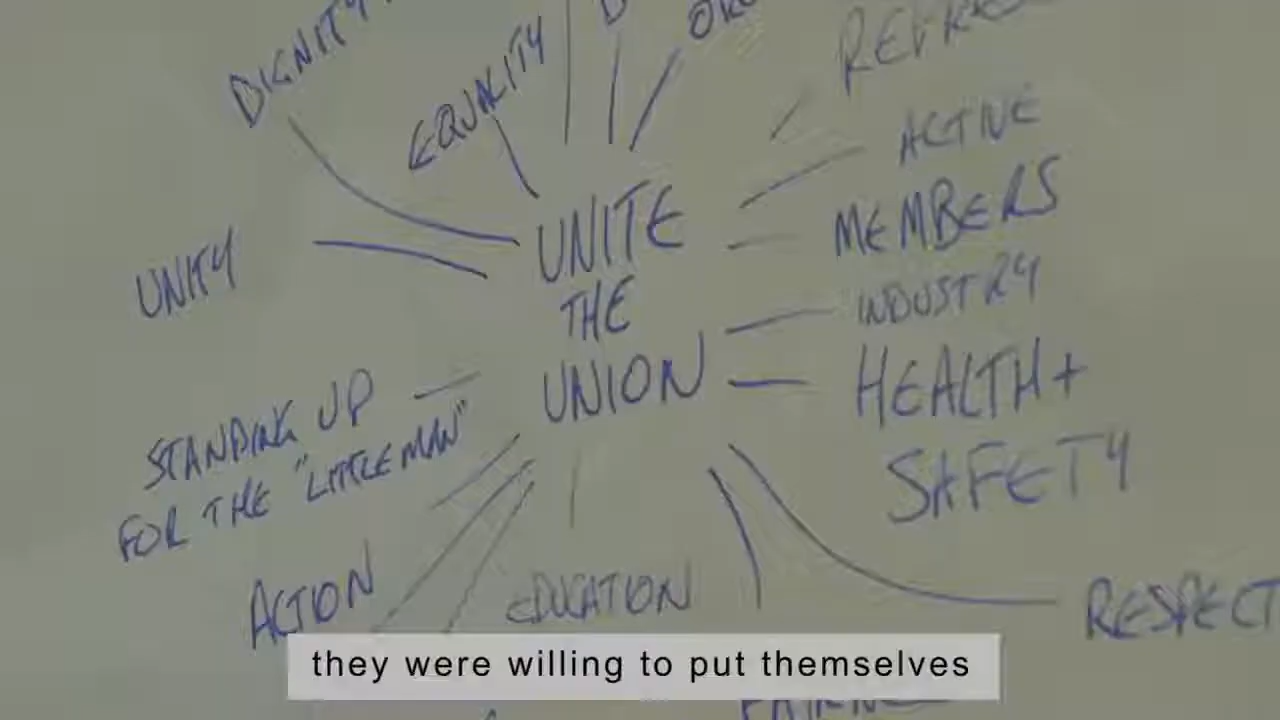 DIGNITY
EQUALITY
ACTIVE
UNITE
THE
UNION
MEMBERS
UNITY
INDUSTRY
HEALTH +
SAFETY
STANDING UP
FOR THE "LITTLE MAN"
ACTION
EDUCATION
RESPECT
they were willing to put themselves